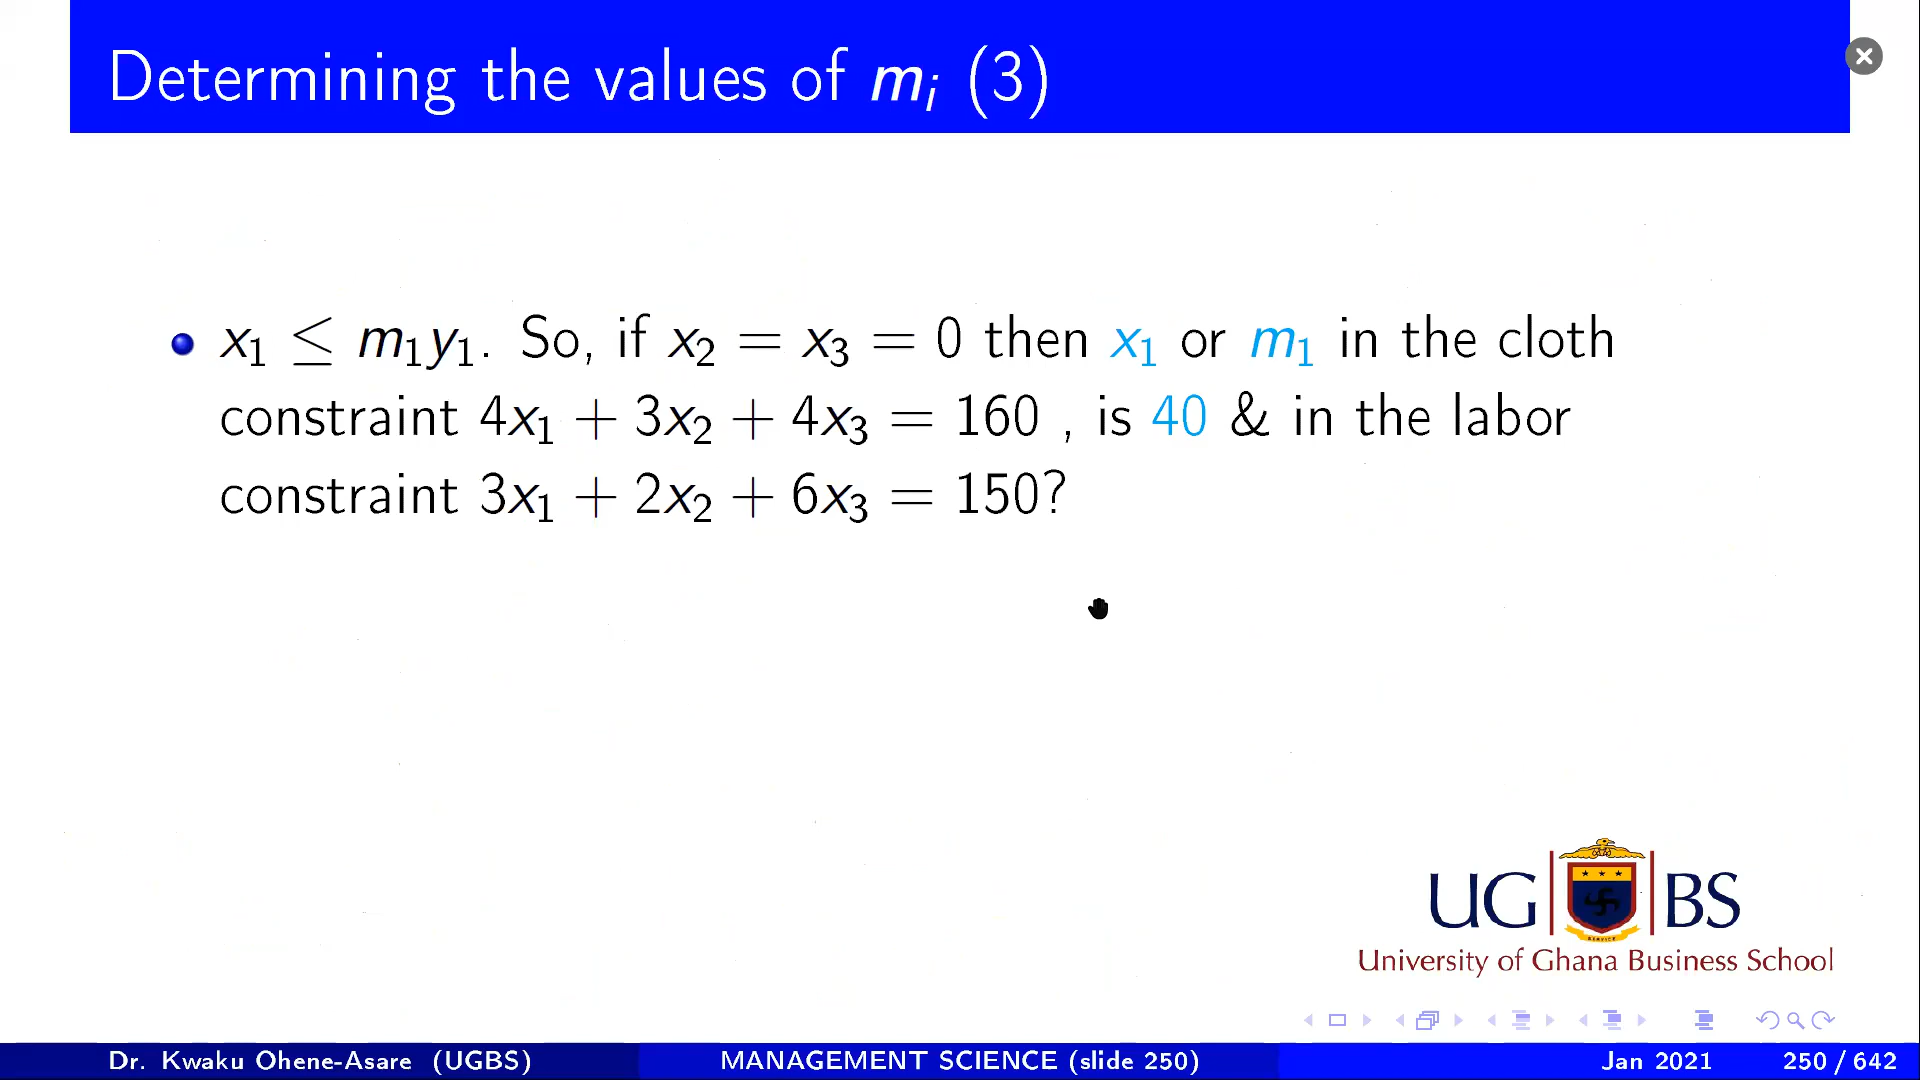 Determining the values of mᵢ (3)
x₁ ≤ m₁y₁. So, if x₂ = x₃ = 0 then x₁ or m₁ in the cloth
constraint 4x₁ + 3x₂ + 4x₃ = 160 , is 40 & in the labor
constraint 3x₁ + 2x₂ + 6x₃ = 150?
UG BS
SERVICE
University of Ghana Business School
Dr. Kwaku Ohene-Asare (UGBS) MANAGEMENT SCIENCE (slide 250) Jan 2021 250 / 642